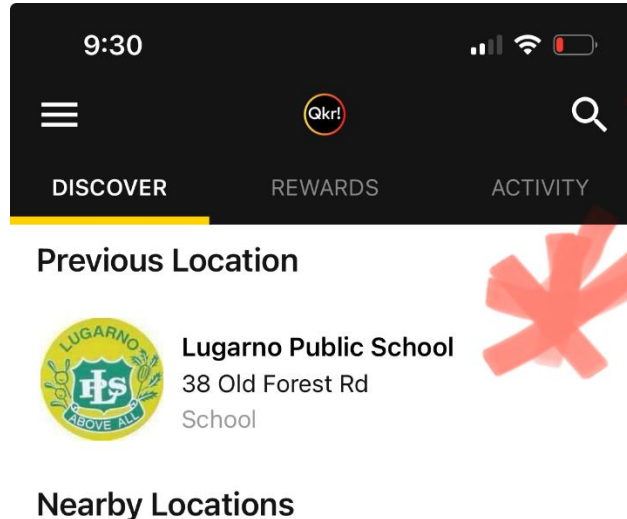 9:30
Qkr!
DISCOVER REWARDS ACTIVITY
Previous Location
LUGARNO
PLS
ABOVE ALL
Lugarno Public School
38 Old Forest Rd
School
Nearby Locations